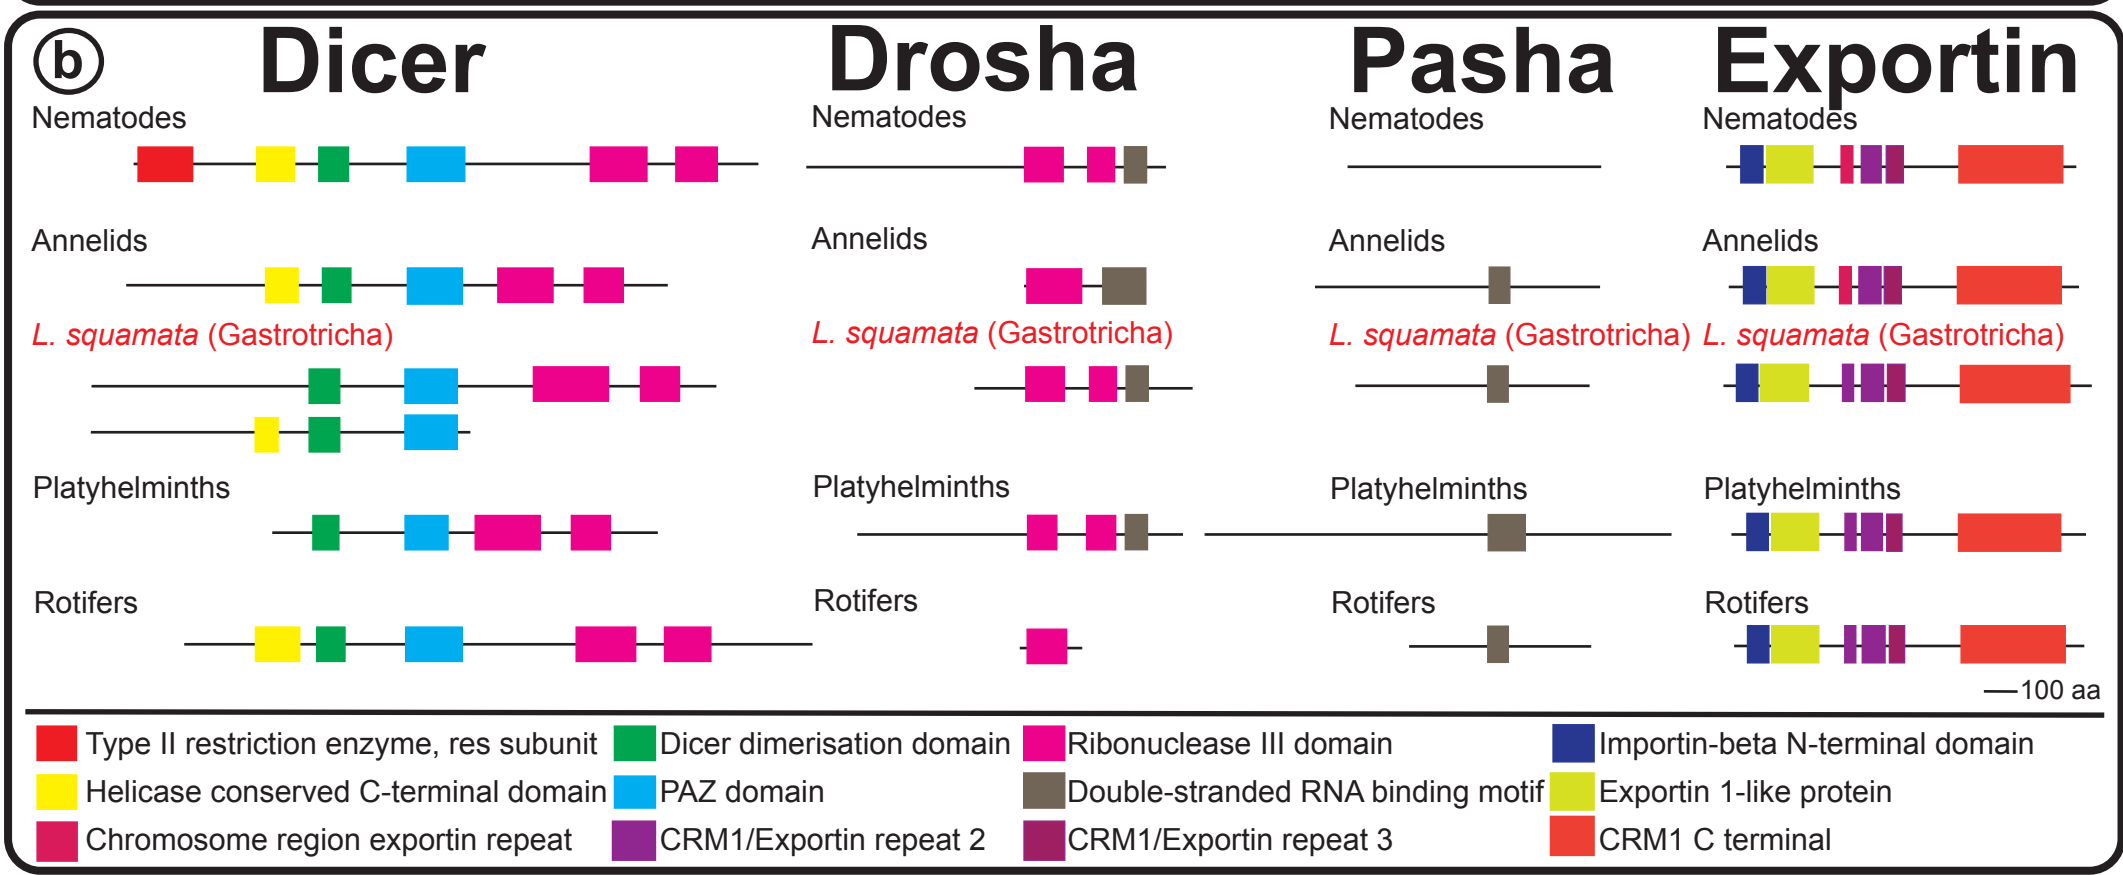 b Dicer Drosha Pasha Exportin
Nematodes Nematodes Nematodes Nematodes
Annelids Annelids Annelids Annelids
L. squamata (Gastrotricha) L. squamata (Gastrotricha) L. squamata (Gastrotricha) L. squamata (Gastrotricha)
Platyhelminths Platyhelminths Platyhelminths Platyhelminths
Rotifers Rotifers Rotifers Rotifers
100 aa
Type II restriction enzyme, res subunit Dicer dimerisation domain Ribonuclease III domain Importin-beta N-terminal domain
Helicase conserved C-terminal domain PAZ domain Double-stranded RNA binding motif Exportin 1-like protein
Chromosome region exportin repeat CRM1/Exportin repeat 2 CRM1/Exportin repeat 3 CRM1 C terminal